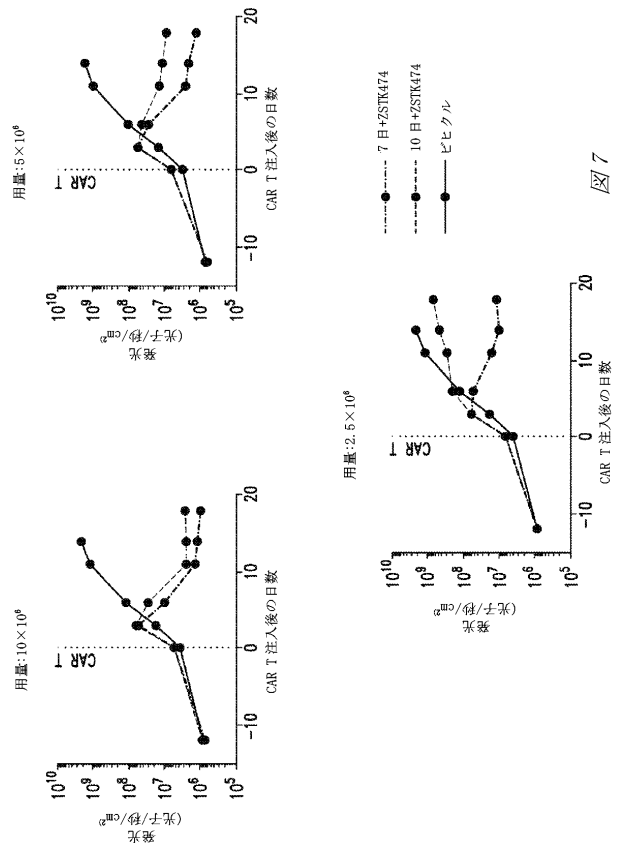 用量:10×10⁶
10¹⁰
10⁹
10⁸
10⁷
10⁶
10⁵
発光
(光子/秒/cm²)
CAR T
-10
0
10
20
CAR T 注入後の日数
用量:5×10⁶
10¹⁰
10⁹
10⁸
10⁷
10⁶
10⁵
発光
(光子/秒/cm²)
CAR T
-10
0
10
20
CAR T 注入後の日数
用量:2.5×10⁶
10¹⁰
10⁹
10⁸
10⁷
10⁶
10⁵
発光
(光子/秒/cm²)
CAR T
-10
0
10
20
CAR T 注入後の日数
7 日+ZSTK474
10 日+ZSTK474
ビヒクル
図 7